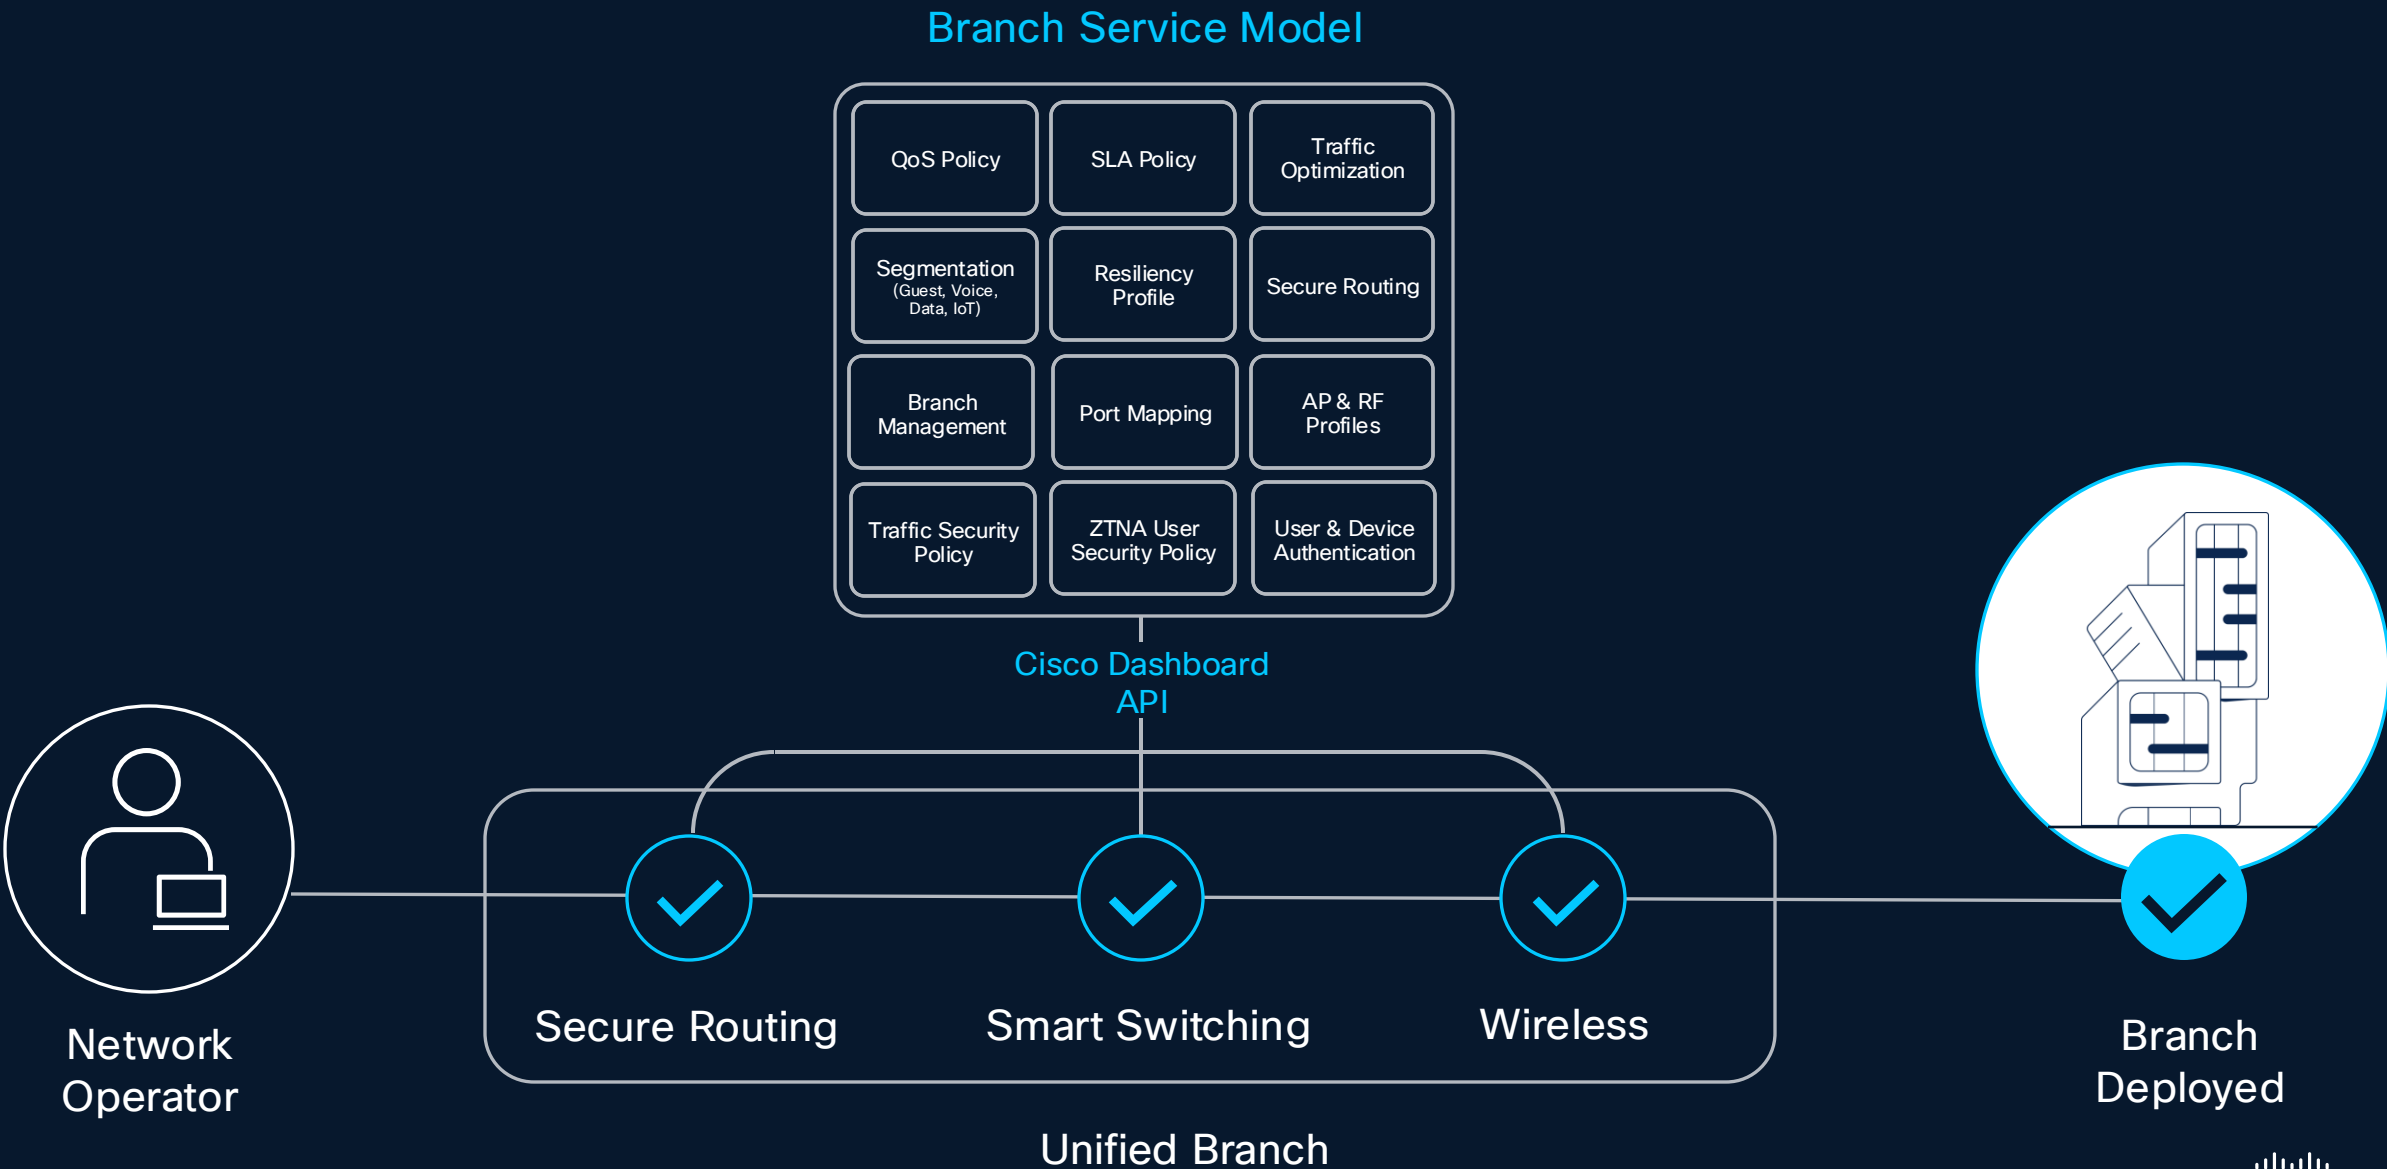 Branch Service Model
QoS Policy
SLA Policy
Traffic
Optimization
Segmentation
(Guest, Voice,
Data, IoT)
Resiliency
Profile
Secure Routing
Branch
Management
Port Mapping
AP & RF
Profiles
Traffic Security
Policy
ZTNA User
Security Policy
User & Device
Authentication
Cisco Dashboard
API
Secure Routing
Smart Switching
Wireless
Network
Operator
Branch
Deployed
Unified Branch